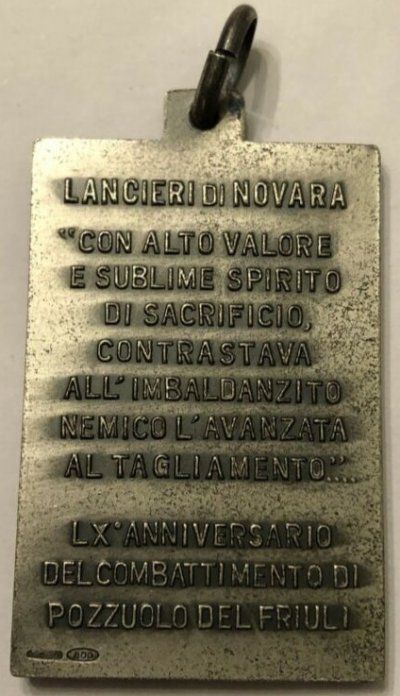 LANCIERI DI NOVARA
"CON ALTO VALORE
E SUBLIME SPIRITO
DI SACRIFICIO,
CONTRASTAVA
ALL'IMBALDANZITO
NEMICO L'AVANZATA
AL TAGLIAMENTO"....
LX° ANNIVERSARIO
DEL COMBATTIMENTO DI
POZZUOLO DEL FRIULI
800